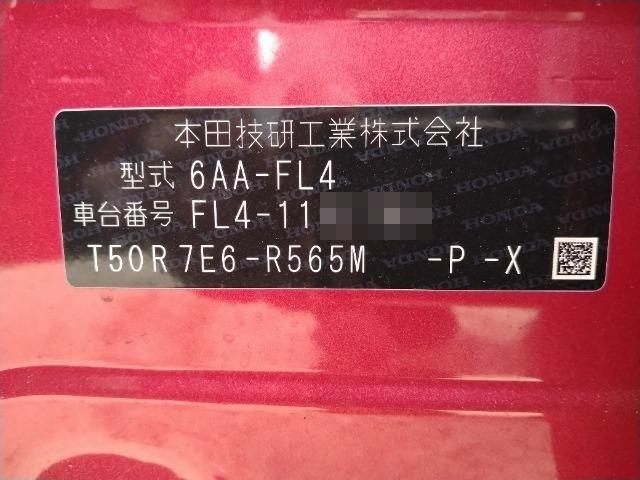 本田技研工業株式会社
型式 6AA-FL4
車台番号 FL4-11
T50R7E6-R565M -P -X